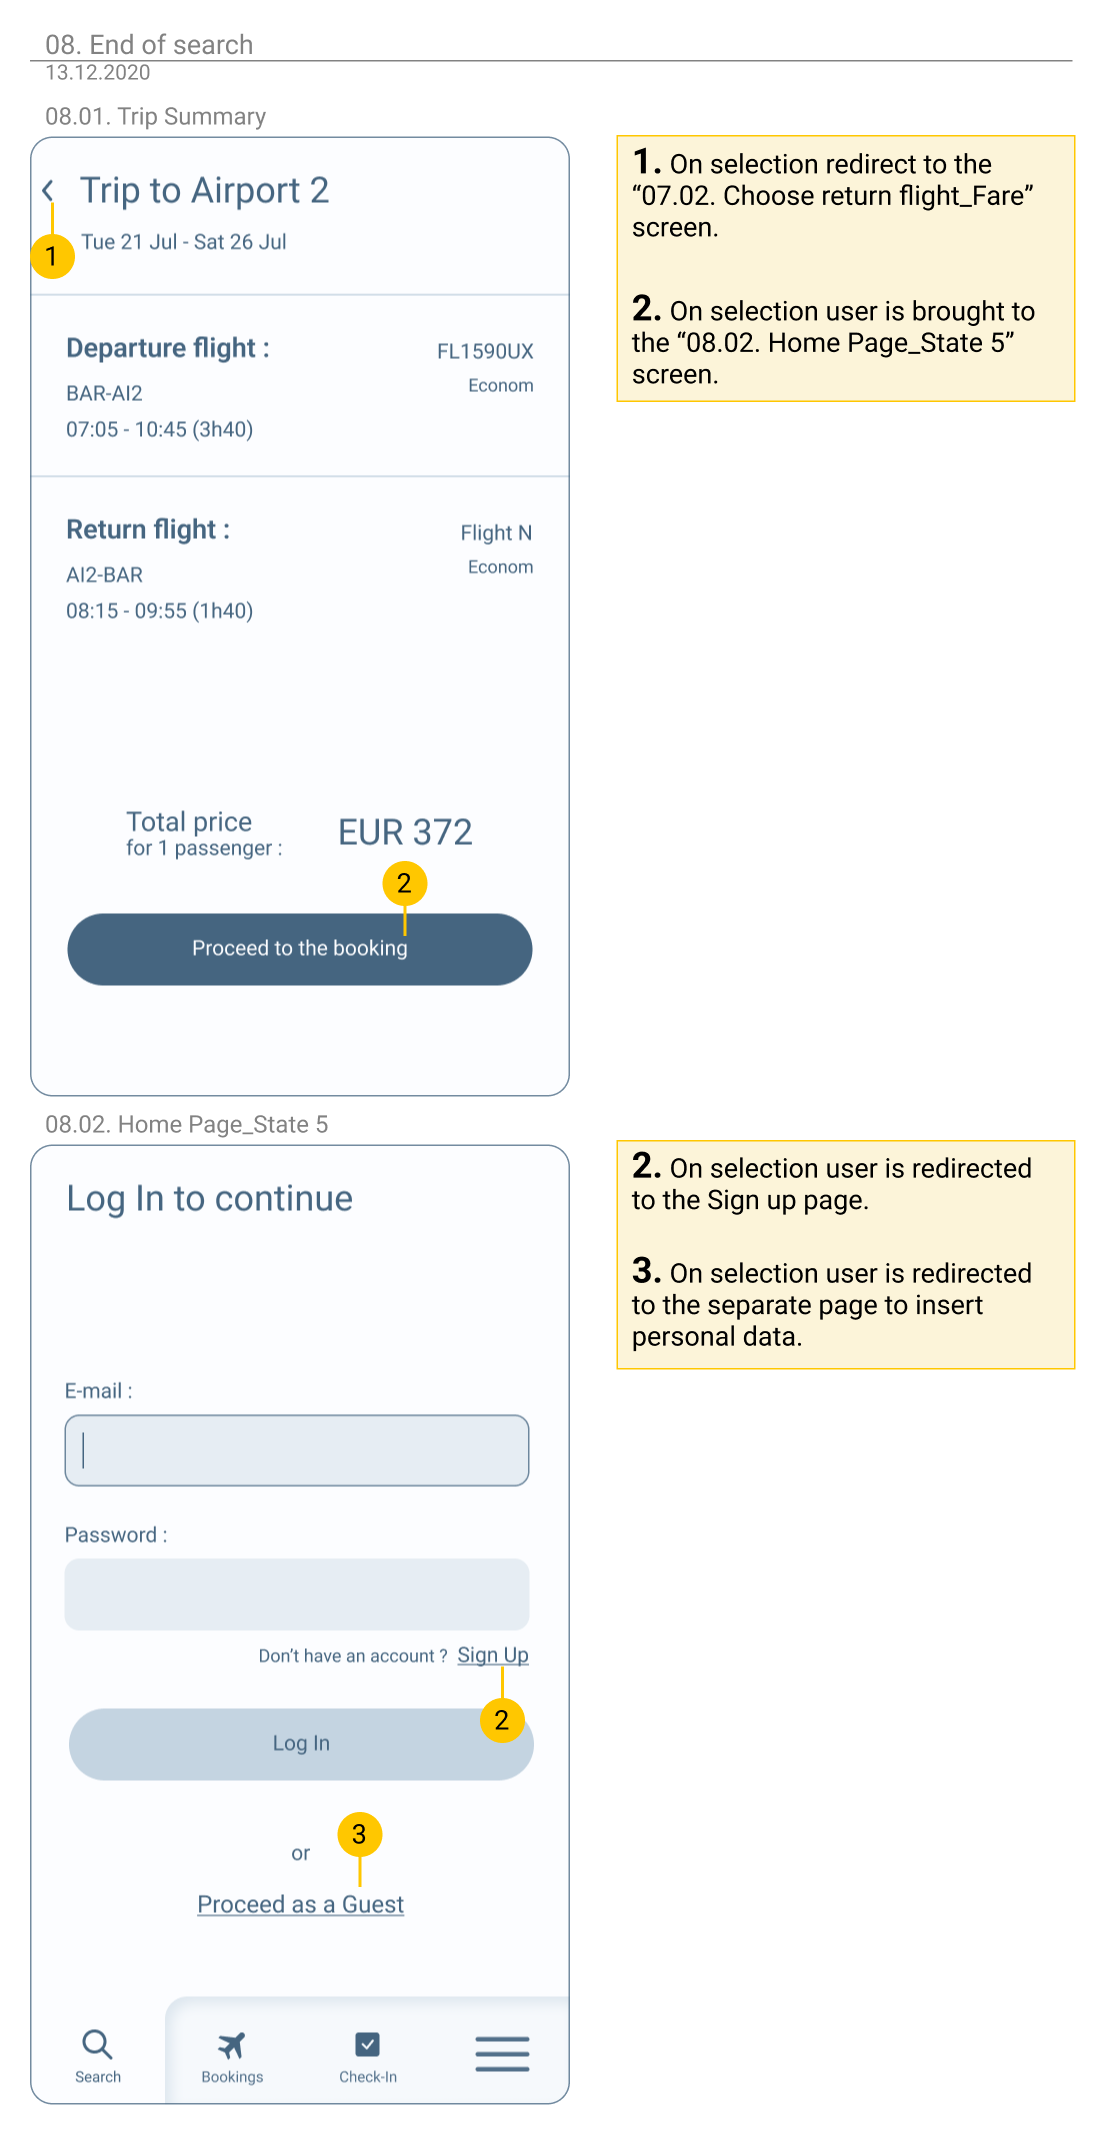 08. End of search
13.12.2020
08.01. Trip Summary
Trip to Airport 2
1
Tue 21 Jul - Sat 26 Jul
Departure flight :
FL1590UX
BAR-AI2
Econom
07:05 - 10:45 (3h40)
Return flight :
Flight N
AI2-BAR
Econom
08:15 - 09:55 (1h40)
Total price
for 1 passenger :
EUR 372
2
Proceed to the booking
1. On selection redirect to the
“07.02. Choose return flight_Fare”
screen.
2. On selection user is brought to
the “08.02. Home Page_State 5”
screen.
08.02. Home Page_State 5
Log In to continue
E-mail :
Password :
Don’t have an account ? Sign Up
2
Log In
3
or
Proceed as a Guest
Search
Bookings
Check-In
2. On selection user is redirected
to the Sign up page.
3. On selection user is redirected
to the separate page to insert
personal data.